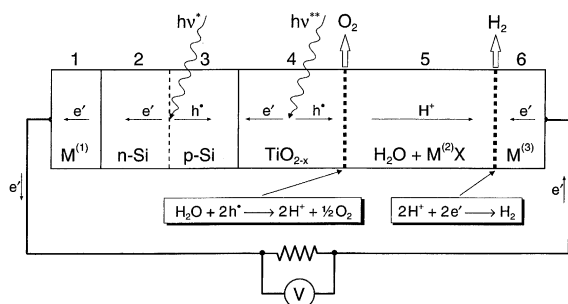 hν* hν** O₂ H₂
1 2 3 4 5 6
e′ e′ h• e′ h• H⁺ e′
M⁽¹⁾ n-Si p-Si TiO₂₋ₓ H₂O + M⁽²⁾X M⁽³⁾
e′ e′
H₂O + 2h• ⟶ 2H⁺ + ½O₂ 2H⁺ + 2e′ ⟶ H₂
V